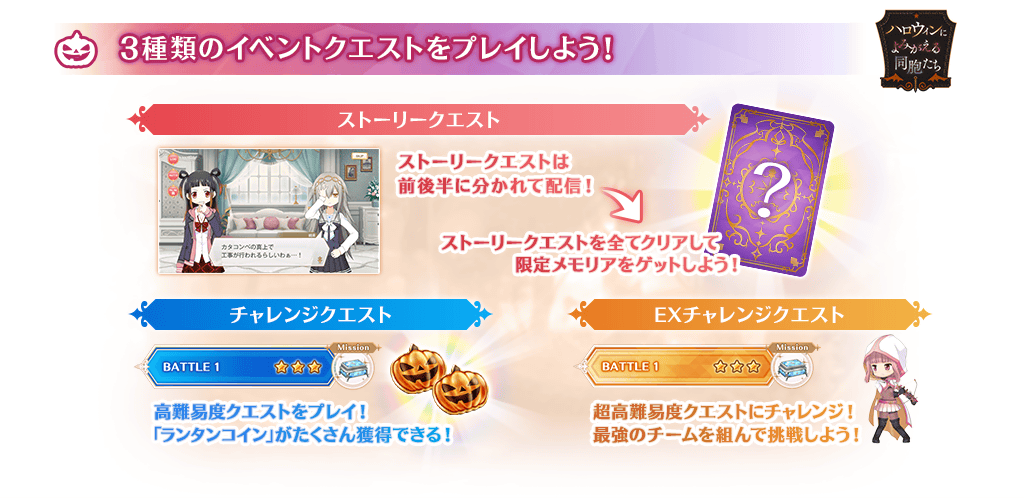 3種類のイベントクエストをプレイしよう!
ハロウィンに
よみがえる
同胞たち
ストーリークエスト
カタコンベの真上で
工事が行われるらしいわぁ…!
ストーリークエストは
前後半に分かれて配信!
?
ストーリークエストを全てクリアして
限定メモリアをゲットしよう!
チャレンジクエスト
Mission
BATTLE 1
高難易度クエストをプレイ!
「ランタンコイン」がたくさん獲得できる!
EXチャレンジクエスト
Mission
BATTLE 1
超高難易度クエストにチャレンジ!
最強のチームを組んで挑戦しよう!